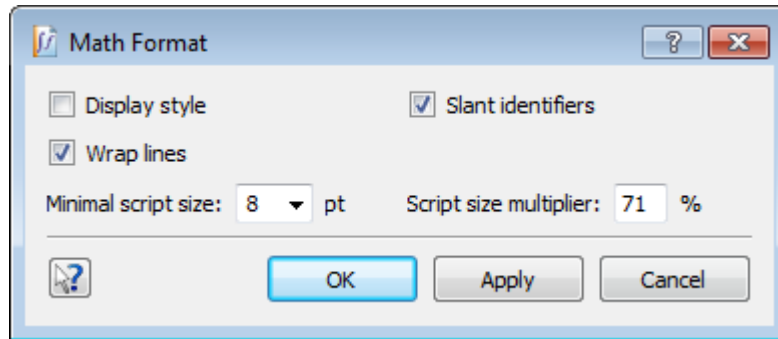 Math Format
Display style Slant identifiers
Wrap lines
Minimal script size: 8 pt Script size multiplier: 71 %
OK Apply Cancel